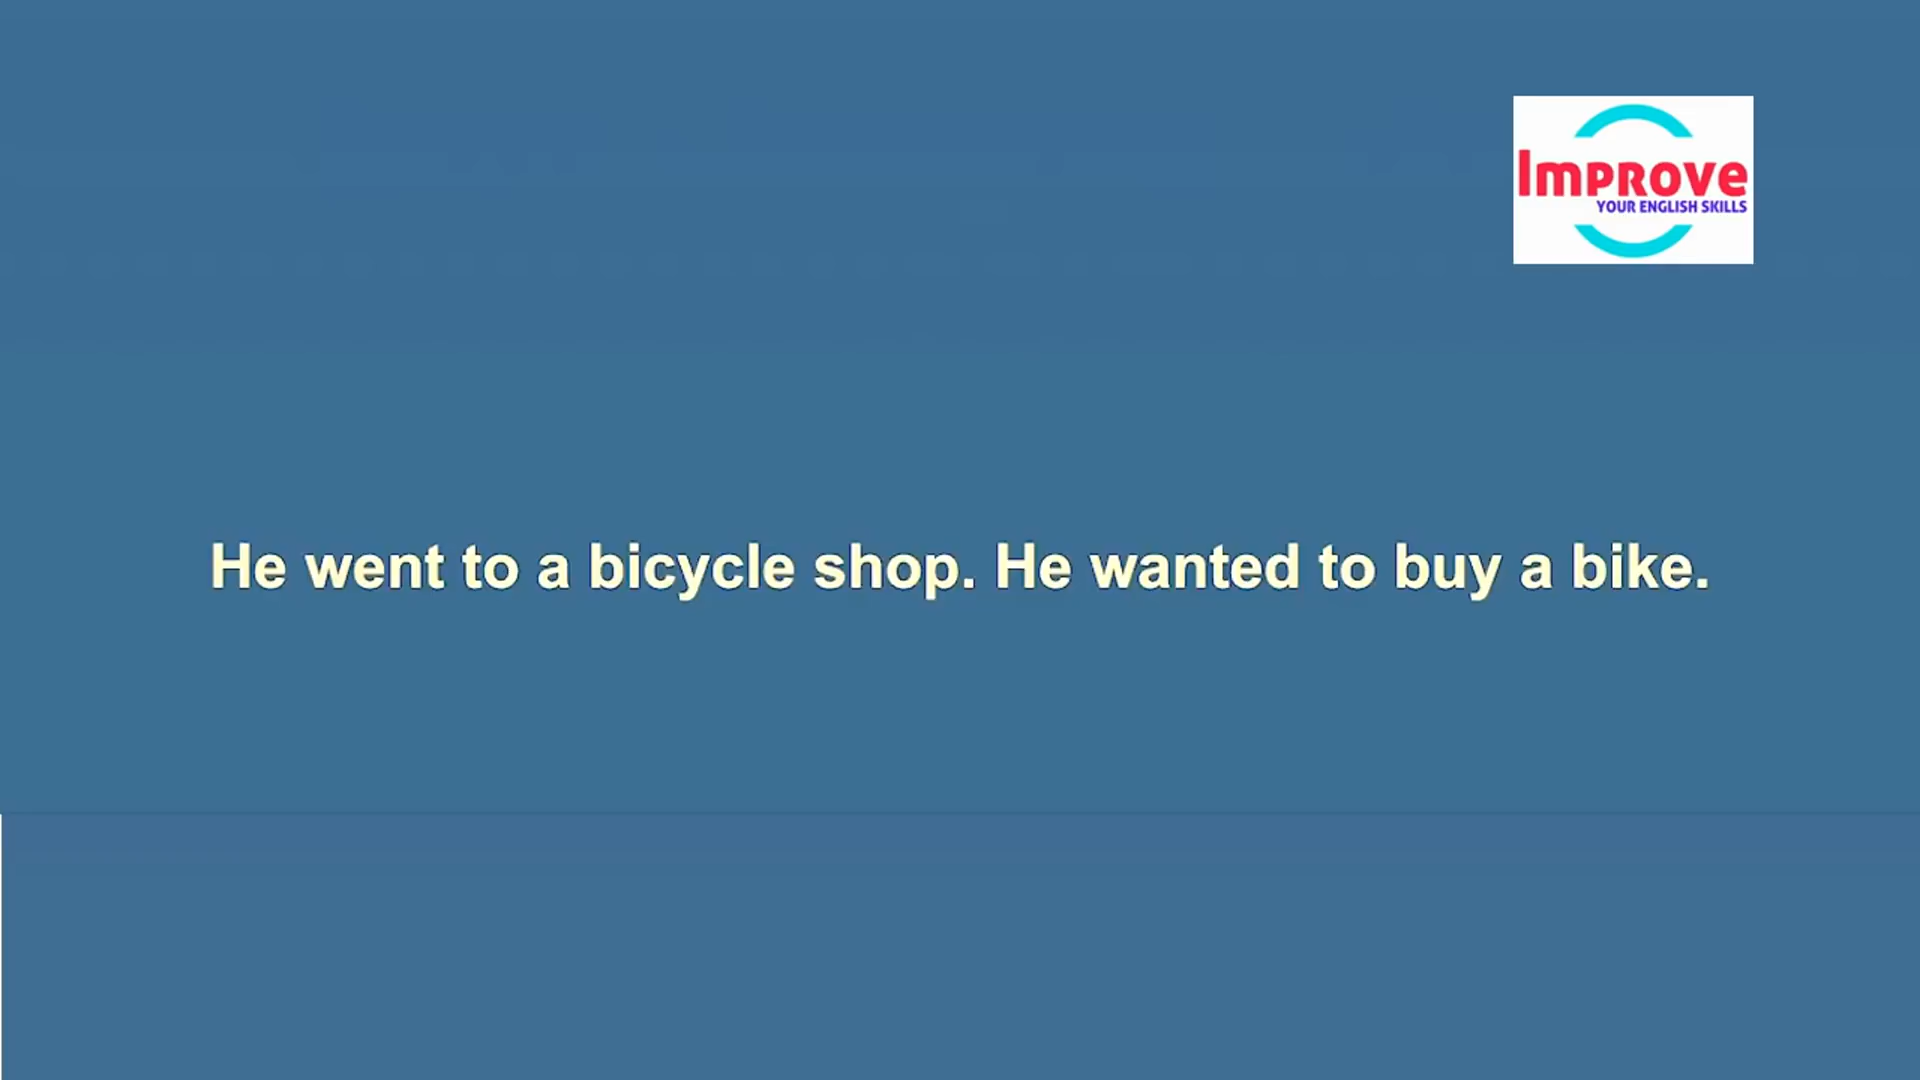 Improve
YOUR ENGLISH SKILLS
He went to a bicycle shop. He wanted to buy a bike.